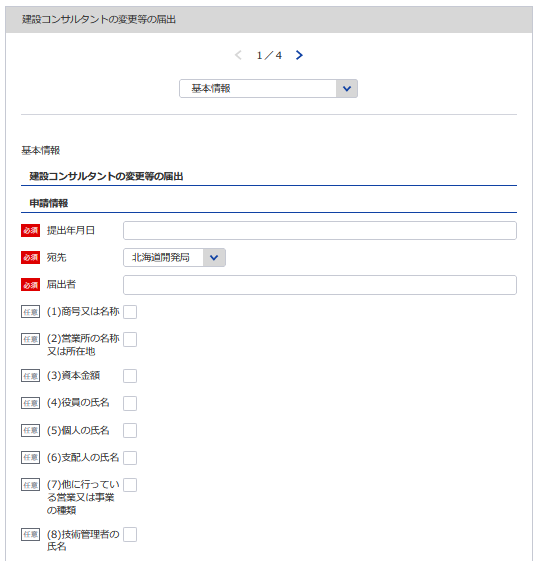 建設コンサルタントの変更等の届出
1／4
基本情報
基本情報
建設コンサルタントの変更等の届出
申請情報
必須 提出年月日
必須 宛先 北海道開発局
必須 届出者
任意 (1)商号又は名称
任意 (2)営業所の名称
又は所在地
任意 (3)資本金額
任意 (4)役員の氏名
任意 (5)個人の氏名
任意 (6)支配人の氏名
任意 (7)他に行ってい
る営業又は事業
の種類
任意 (8)技術管理者の
氏名